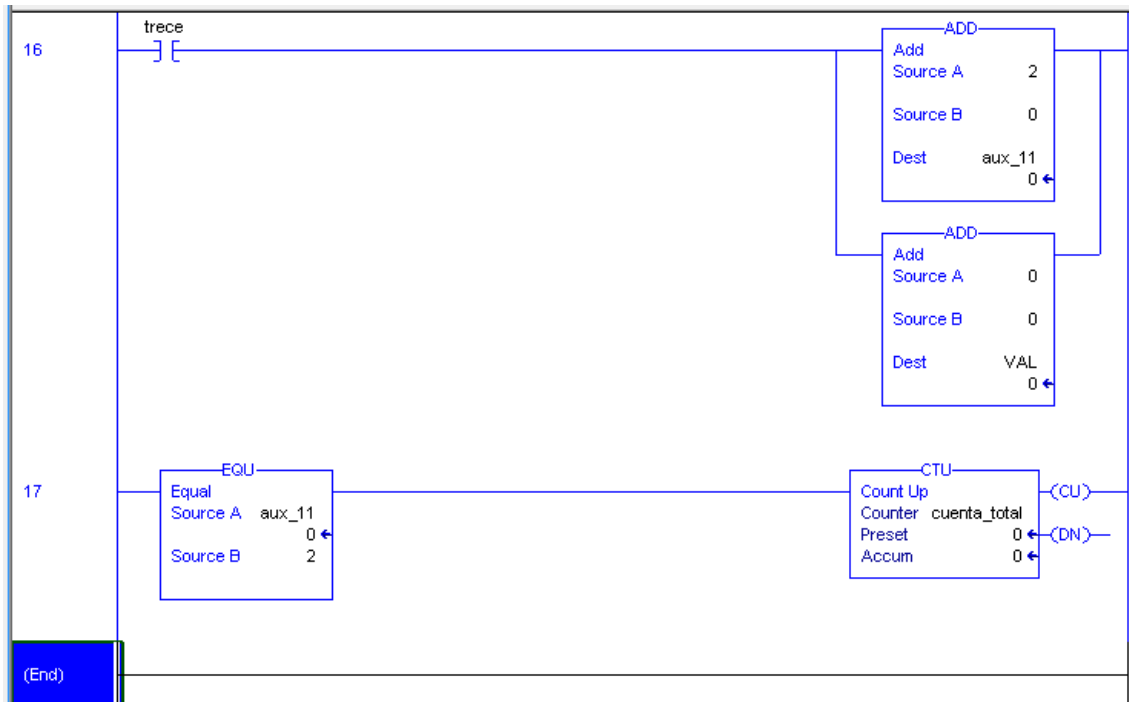 trece
16
ADD
Add
Source A 2
Source B 0
Dest aux_11
0
ADD
Add
Source A 0
Source B 0
Dest VAL
0
17
EQU
Equal
Source A aux_11
0
Source B 2
CTU
Count Up
Counter cuenta_total
Preset 0
Accum 0
(CU)
(DN)
(End)